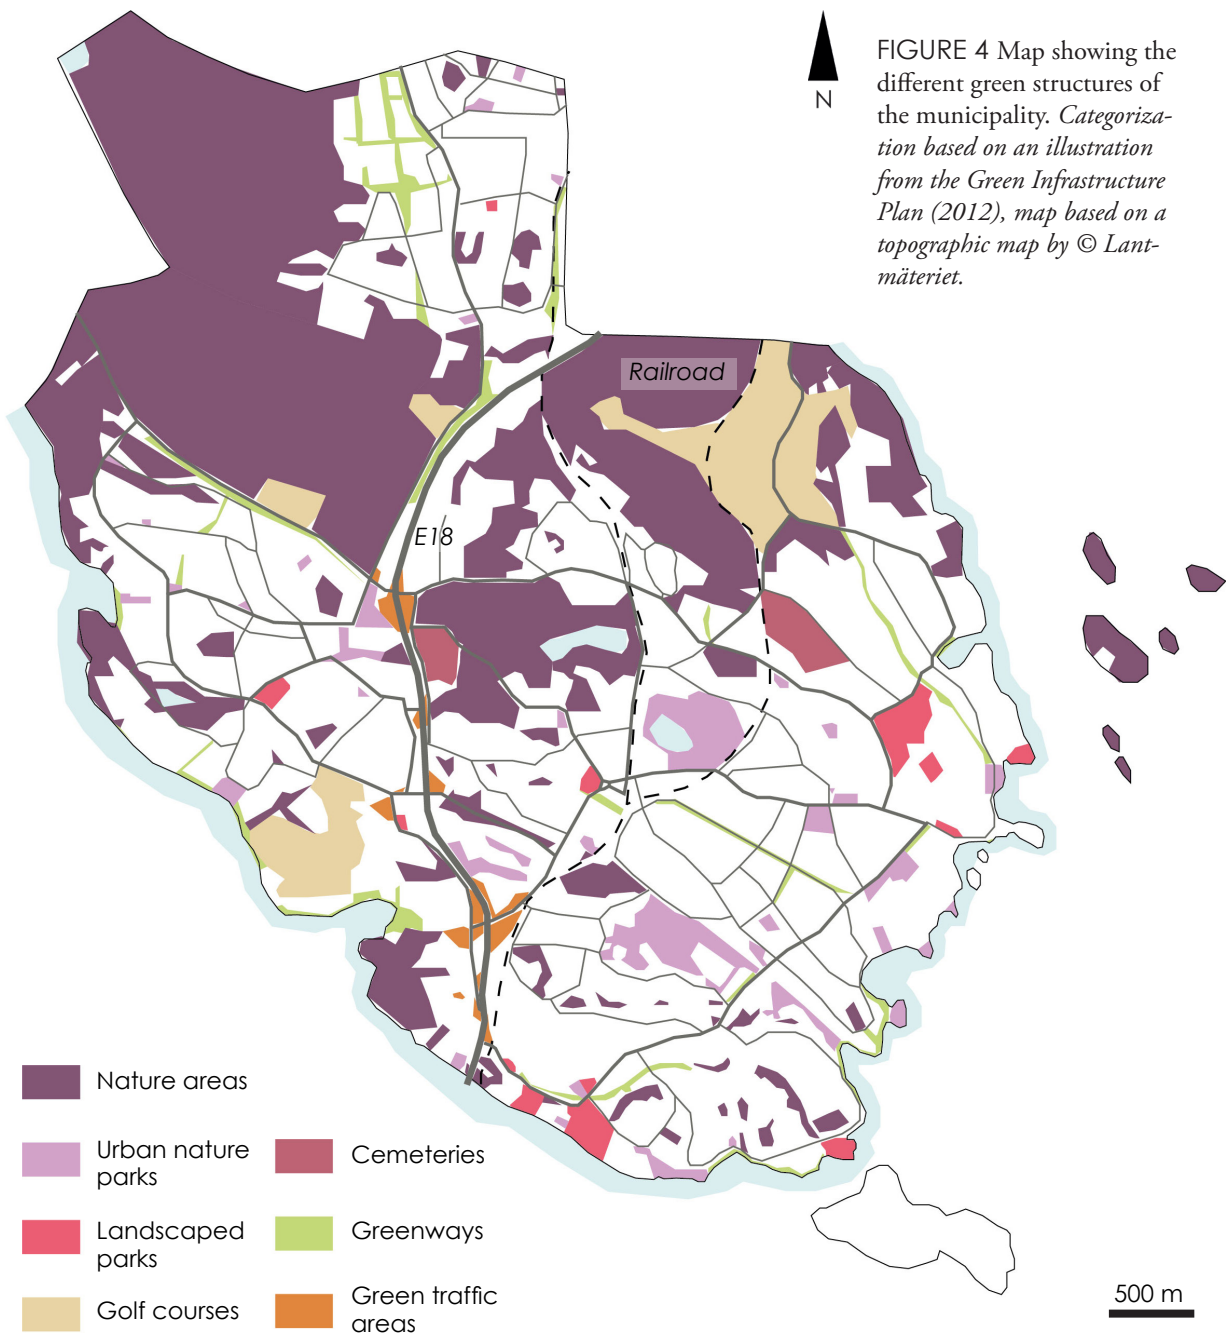 FIGURE 4 Map showing the
different green structures of
the municipality. Categoriza-
tion based on an illustration
from the Green Infrastructure
Plan (2012), map based on a
topographic map by © Lant-
mäteriet.
N
Railroad
E18
Nature areas
Urban nature
parks
Landscaped
parks
Golf courses
Cemeteries
Greenways
Green traffic
areas
500 m